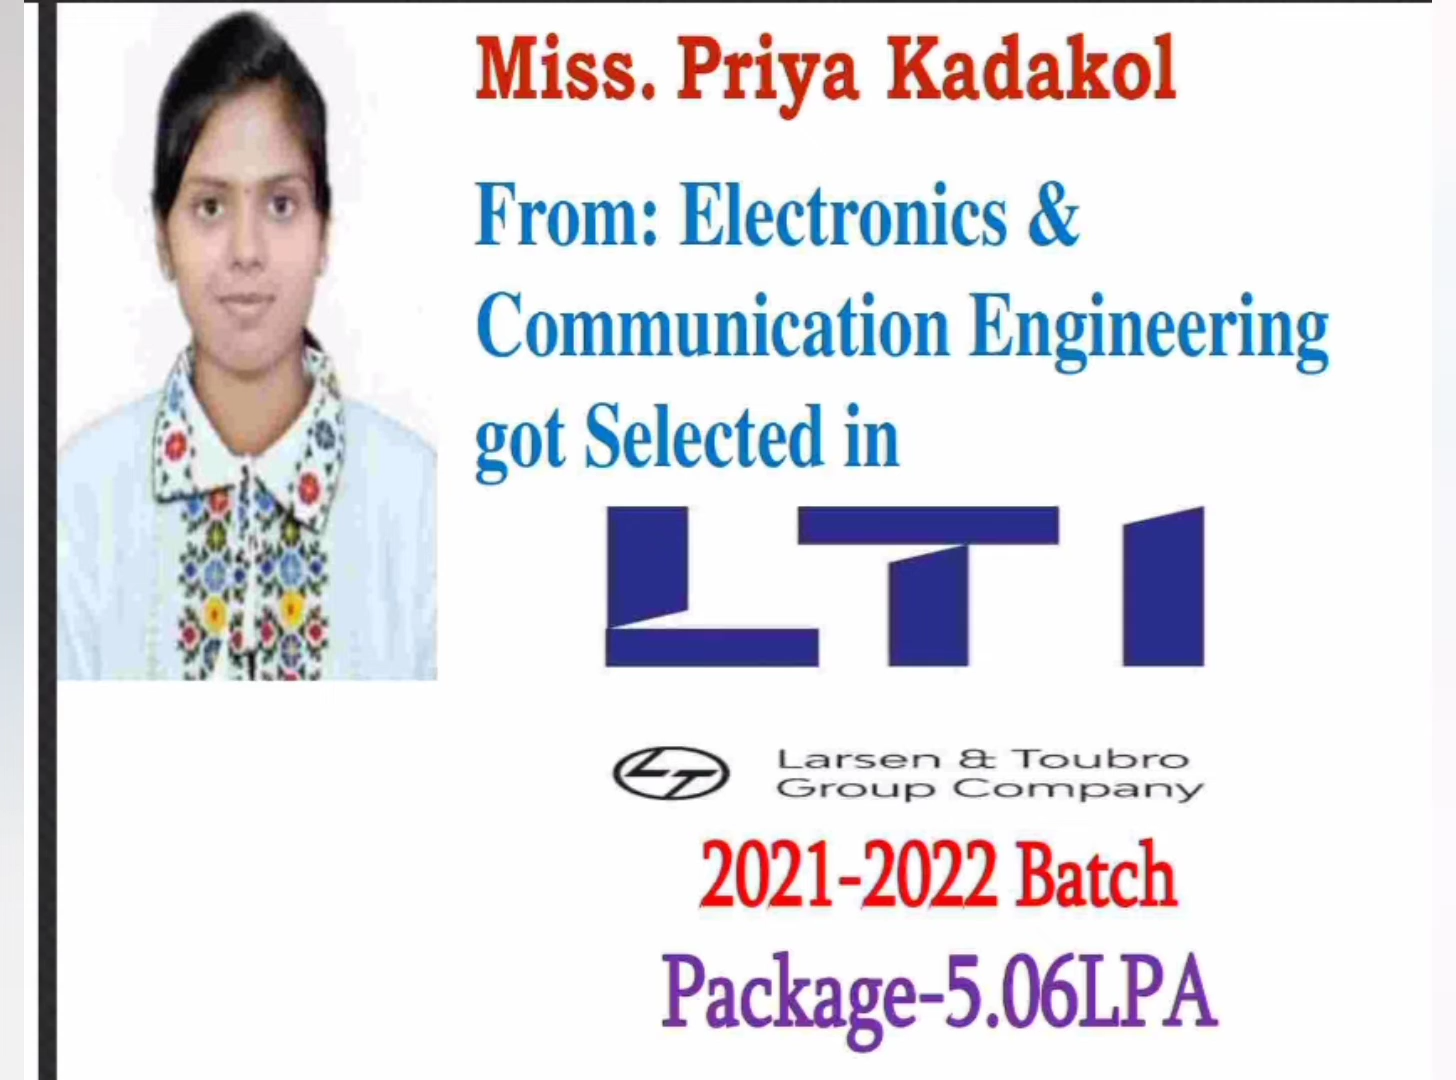 Miss. Priya Kadakol
From: Electronics &
Communication Engineering
got Selected in
LTI
LT Larsen & Toubro
Group Company
2021-2022 Batch
Package-5.06LPA